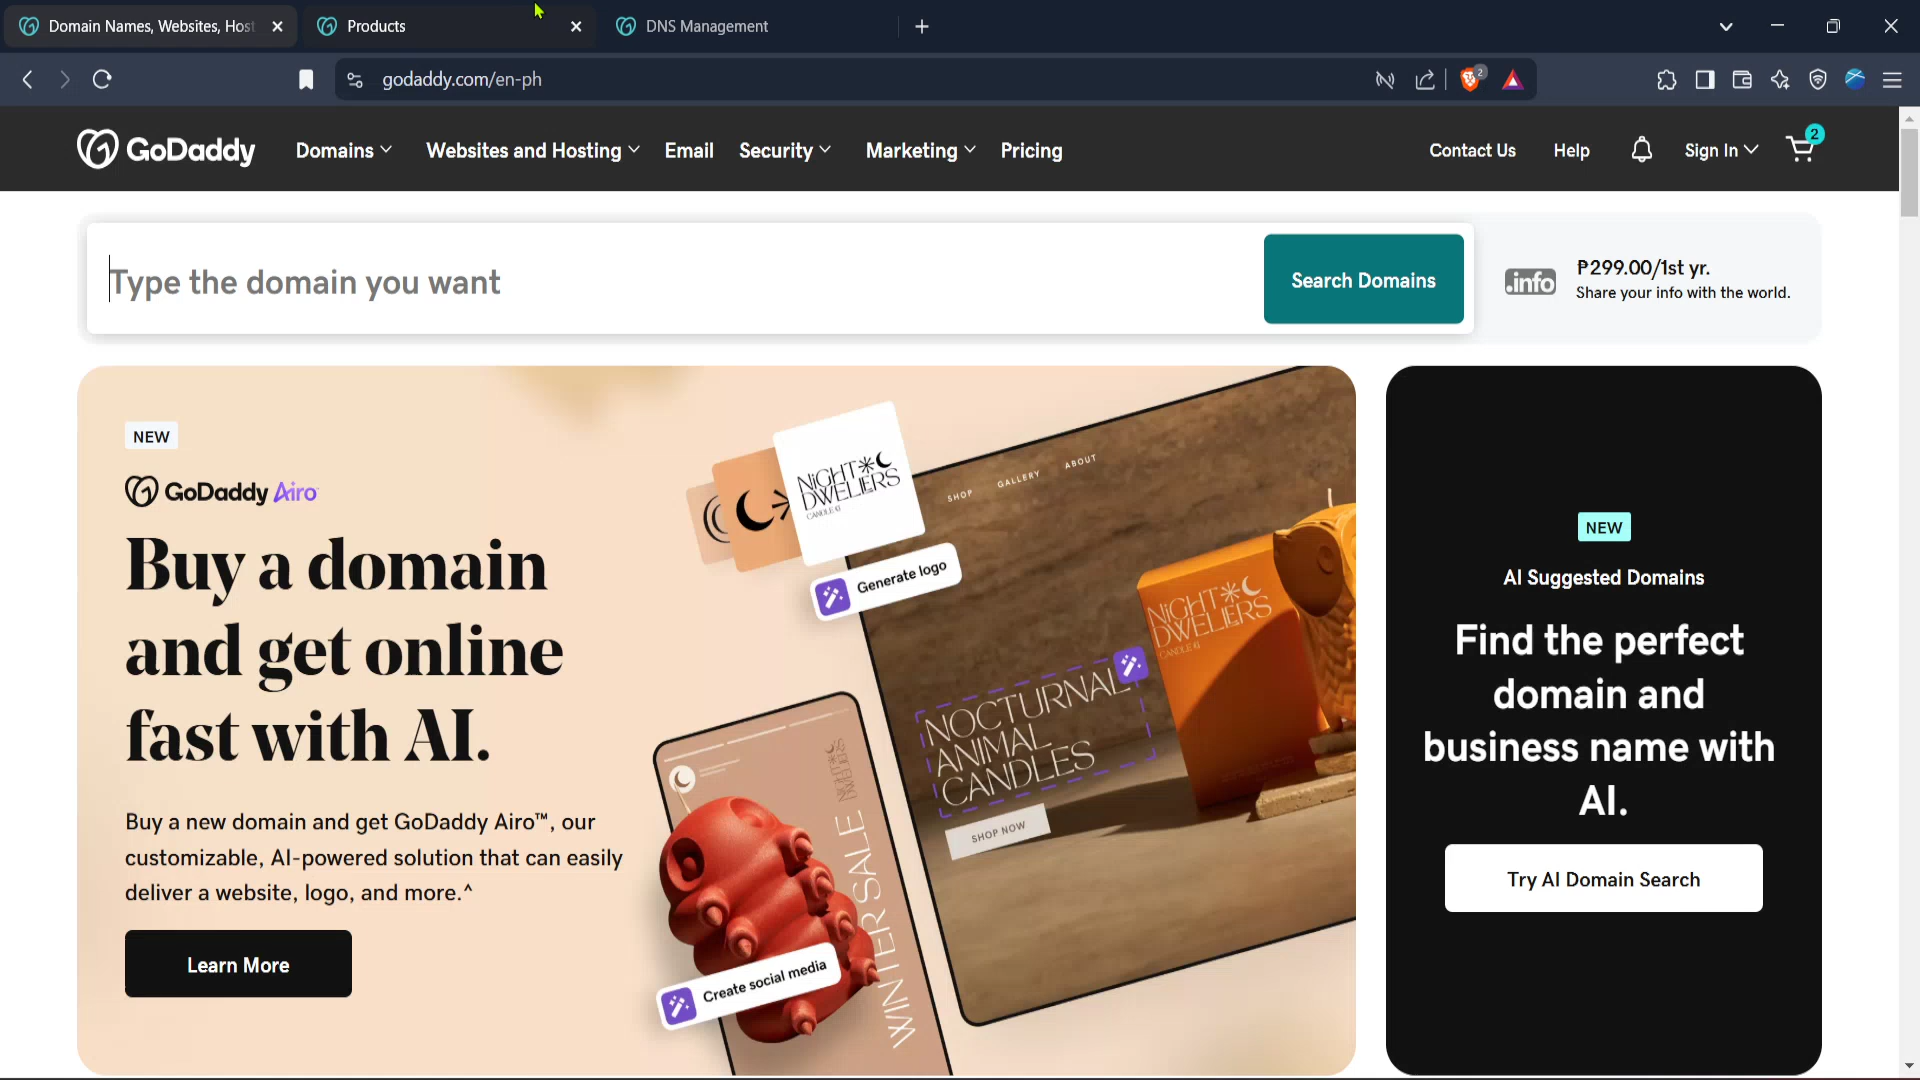 Domain Names, Websites, Host
Products
DNS Management
godaddy.com/en-ph
2
GoDaddy
Domains
Websites and Hosting
Email
Security
Marketing
Pricing
Contact Us
Help
Sign In
2
Type the domain you want
Search Domains
.info
₱299.00/1st yr.
Share your info with the world.
NEW
GoDaddy Airo
Buy a domain
and get online
fast with AI.
Buy a new domain and get GoDaddy Airo™, our
customizable, AI-powered solution that can easily
deliver a website, logo, and more.^
Learn More
NIGHT
DWELLERS
CANDLE
Generate logo
SHOP
GALLERY
ABOUT
NIGHT
DWELLERS
CANDLE
NOCTURNAL
ANIMAL
CANDLES
SHOP NOW
NIGHT
DWELLERS
WINTER SALE
Create social media
NEW
AI Suggested Domains
Find the perfect
domain and
business name with
AI.
Try AI Domain Search